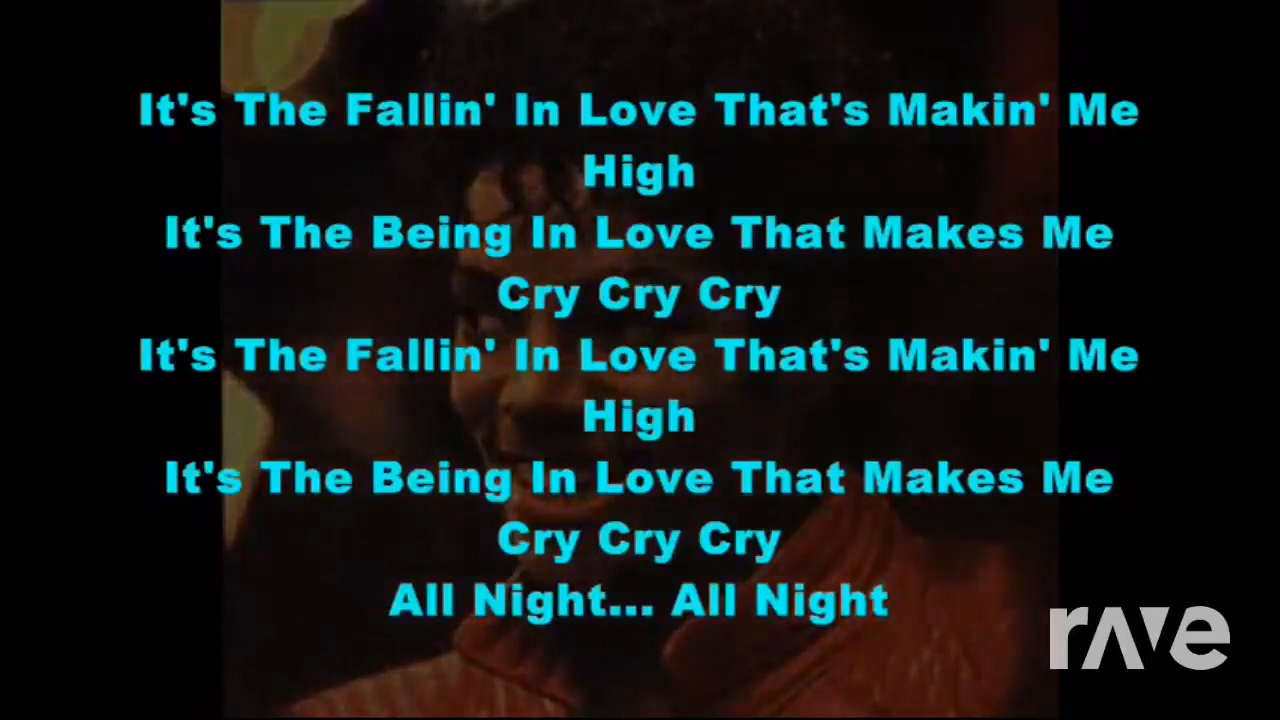 It's The Fallin' In Love That's Makin' Me
High
It's The Being In Love That Makes Me
Cry Cry Cry
It's The Fallin' In Love That's Makin' Me
High
It's The Being In Love That Makes Me
Cry Cry Cry
All Night... All Night
rave